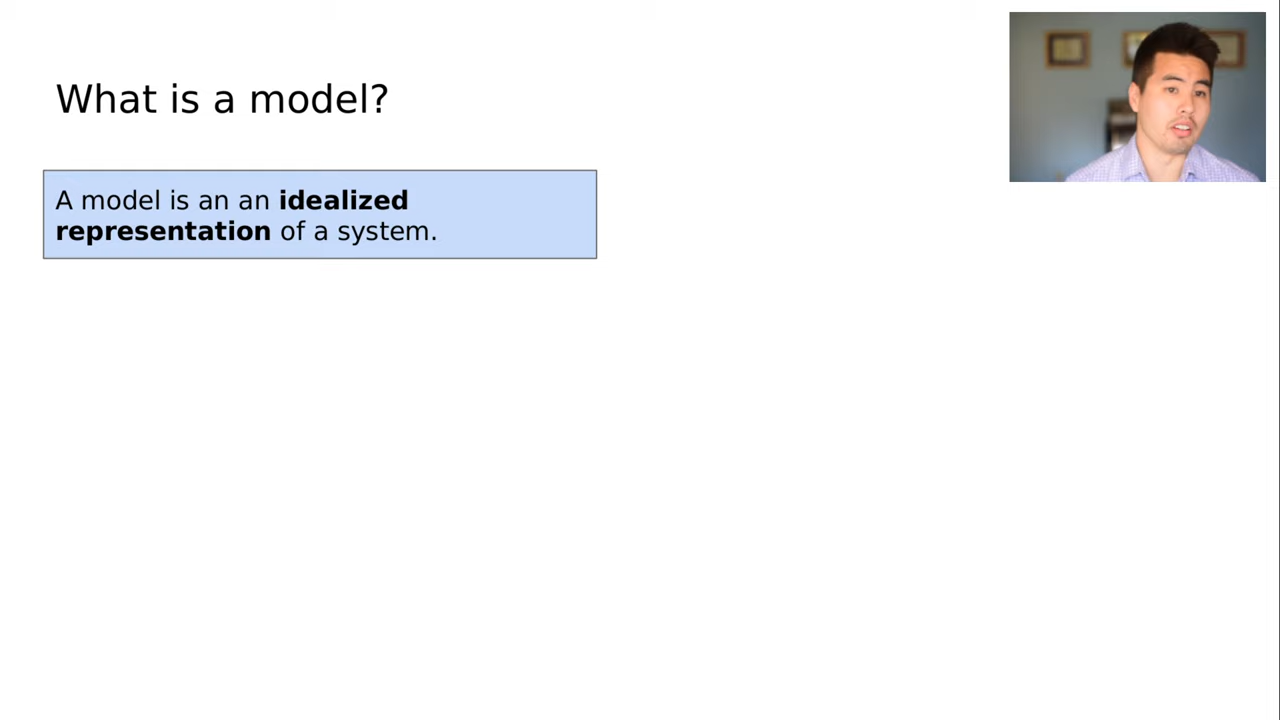 What is a model?
A model is an an idealized
representation of a system.